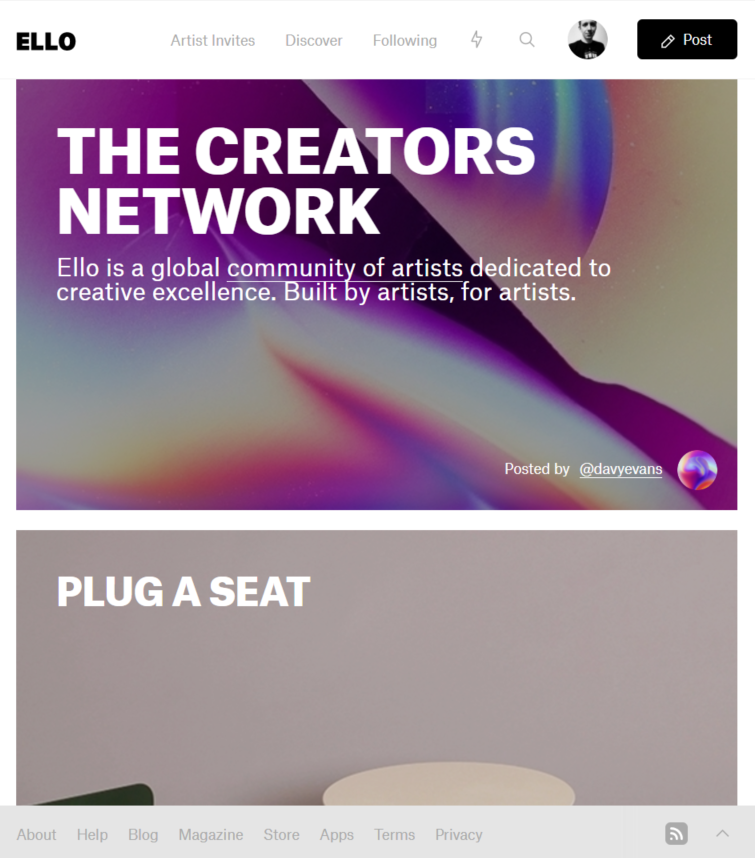 ELLO Artist Invites Discover Following Post
THE CREATORS
NETWORK
Ello is a global community of artists dedicated to
creative excellence. Built by artists, for artists.
Posted by @davyevans
PLUG A SEAT
About Help Blog Magazine Store Apps Terms Privacy